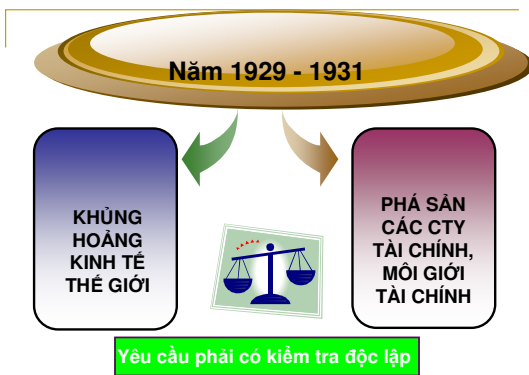 Năm 1929 - 1931
KHỦNG
HOẢNG
KINH TẾ
THẾ GIỚI
PHÁ SẢN
CÁC CTY
TÀI CHÍNH,
MÔI GIỚI
TÀI CHÍNH
Yêu cầu phải có kiểm tra độc lập